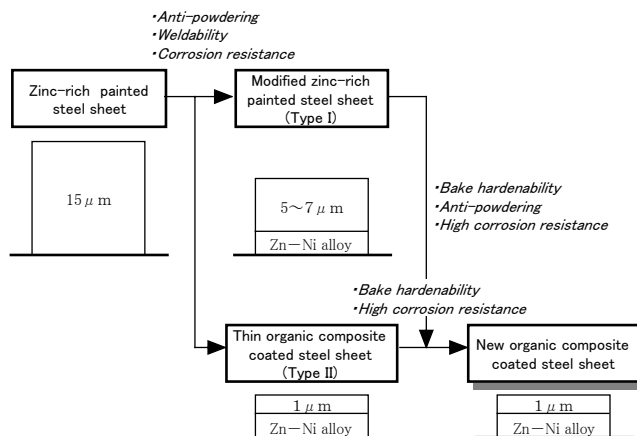 ・Anti-powdering
・Weldability
・Corrosion resistance
Zinc-rich painted
steel sheet
Modified zinc-rich
painted steel sheet
(Type I)
15μm
5〜7μm
Zn−Ni alloy
・Bake hardenability
・Anti-powdering
・High corrosion resistance
・Bake hardenability
・High corrosion resistance
Thin organic composite
coated steel sheet
(Type II)
New organic composite
coated steel sheet
1μm
Zn−Ni alloy
1μm
Zn−Ni alloy